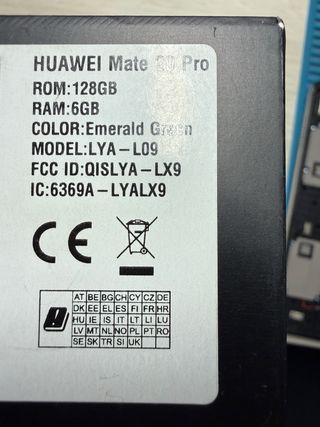 HUAWEI Mate 20 Pro
ROM:128GB
RAM:6GB
COLOR:Emerald Green
MODEL:LYA-L09
FCC ID:QISLYA-LX9
IC:6369A-LYALX9
CE
AT BE BG CH CY CZ DE
DK EE EL ES FI FR HR
HU IE IS IT LT LI LU
LV MT NL NO PL PT RO
SE SK TR SI UK